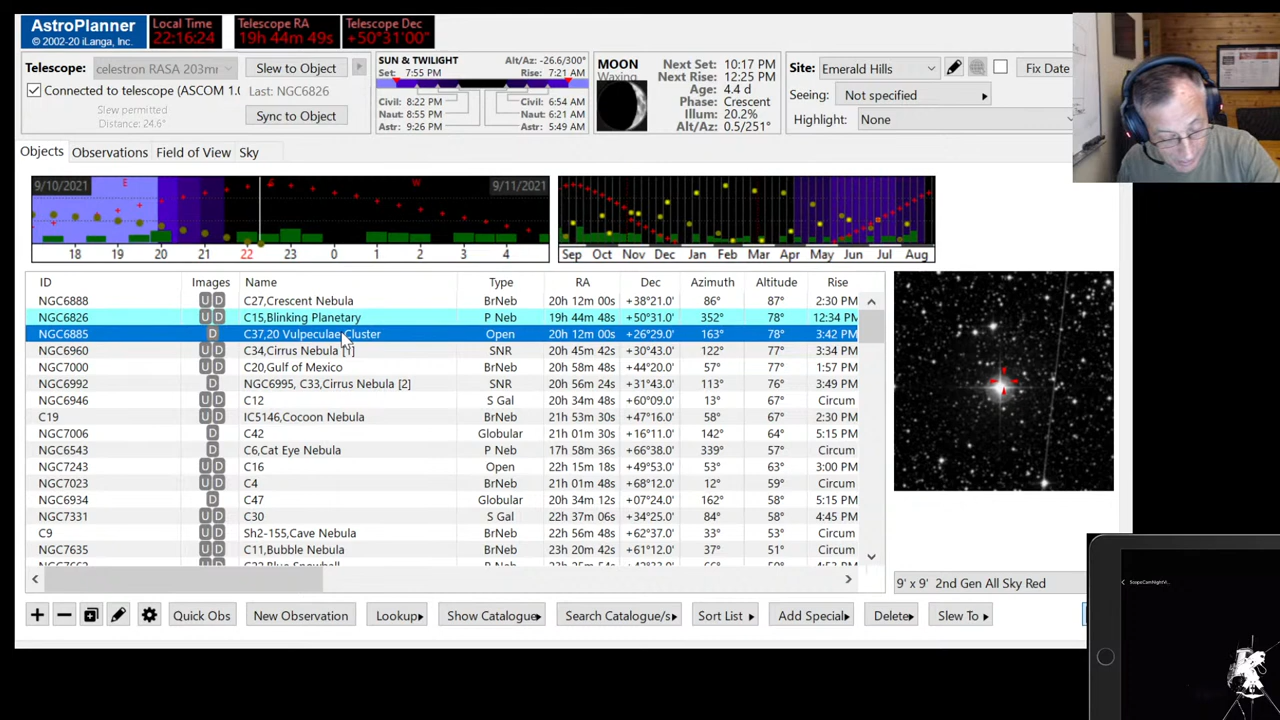 AstroPlanner
© 2002-20 iLanga, Inc.
Local Time
22:16:24
Telescope RA
19h 44m 49s
Telescope Dec
+50°31'00"
Telescope:
celestron RASA 203mr
Slew to Object
Connected to telescope (ASCOM 1.0
Last: NGC6826
Slew permitted
Distance: 24.6°
Sync to Object
SUN & TWILIGHT
Alt/Az: -26.6/300°
Set: 7:55 PM
Rise: 7:21 AM
Civil: 8:22 PM
6:54 AM :Civil
Naut: 8:55 PM
6:21 AM :Naut
Astr: 9:26 PM
5:49 AM :Astr
MOON
Waxing
Next Set: 10:17 PM
Next Rise: 12:25 PM
Age: 4.4 d
Phase: Crescent
Illum: 20.2%
Alt/Az: 0.5/251°
Site: Emerald Hills
Fix Date
Seeing: Not specified
Highlight: None
Objects Observations Field of View Sky
9/10/2021 E W 9/11/2021
18 19 20 21 22 23 0 1 2 3 4
Sep Oct Nov Dec Jan Feb Mar Apr May Jun Jul Aug
ID Images Name Type RA Dec Azimuth Altitude Rise
NGC6888 U D C27,Crescent Nebula BrNeb 20h 12m 00s +38°21.0' 86° 87° 2:30 PM
NGC6826 U D C15,Blinking Planetary P Neb 19h 44m 48s +50°31.0' 352° 78° 12:34 PM
NGC6885 D C37,20 Vulpeculae Cluster Open 20h 12m 00s +26°29.0' 163° 78° 3:42 PM
NGC6960 U D C34,Cirrus Nebula [1] SNR 20h 45m 42s +30°43.0' 122° 77° 3:34 PM
NGC7000 U D C20,Gulf of Mexico BrNeb 20h 58m 48s +44°20.0' 77° 77° 1:57 PM
NGC6992 D NGC6995, C33,Cirrus Nebula [2] SNR 20h 56m 24s +31°43.0' 113° 76° 3:49 PM
NGC6946 U D C12 S Gal 20h 34m 48s +60°09.0' 13° 67° Circum
C19 U D IC5146,Cocoon Nebula BrNeb 21h 53m 30s +47°16.0' 58° 67° 2:30 PM
NGC7006 D C42 Globular 21h 01m 30s +16°11.0' 142° 64° 5:15 PM
NGC6543 D C6,Cat Eye Nebula P Neb 17h 58m 36s +66°38.0' 339° 64° Circum
NGC7243 U D C16 Open 22h 15m 18s +49°53.0' 53° 63° 3:00 PM
NGC7023 U D C4 BrNeb 21h 01m 48s +68°12.0' 12° 59° Circum
NGC6934 D C47 Globular 20h 34m 12s +07°24.0' 162° 58° 5:15 PM
NGC7331 U D C30 S Gal 22h 37m 06s +34°25.0' 84° 58° 4:45 PM
C9 U D Sh2-155,Cave Nebula BrNeb 22h 56m 48s +62°37.0' 33° 53° Circum
NGC7635 U D C11,Bubble Nebula BrNeb 23h 20m 42s +61°12.0' 37° 51° Circum
9' x 9' 2nd Gen All Sky Red
Quick Obs New Observation Lookup Show Catalogue Search Catalogue/s Sort List Add Special Delete Slew To